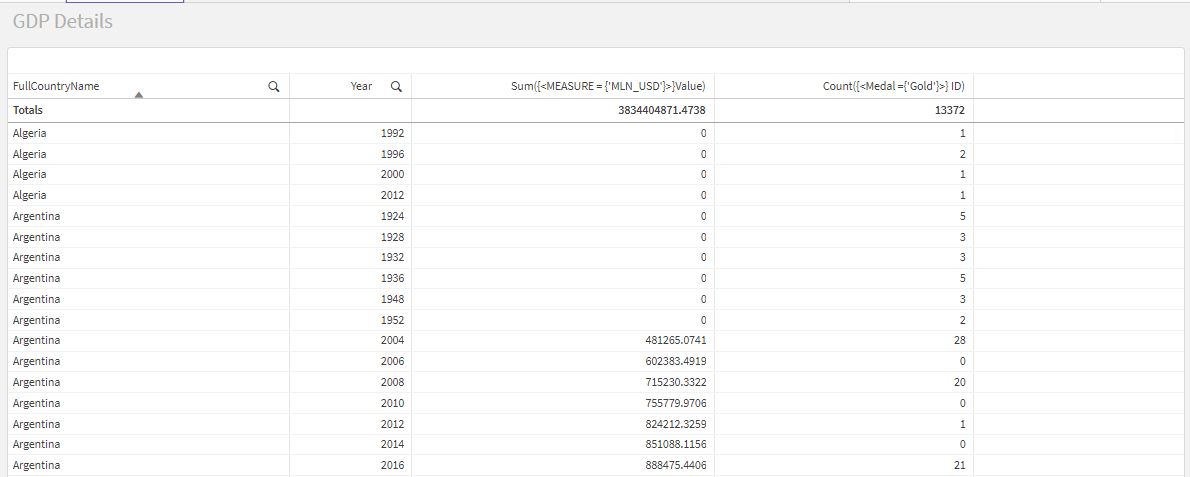 GDP Details
FullCountryName Year Sum({<MEASURE = {'MLN_USD'}>}Value) Count({<Medal ={'Gold'}>} ID)
Totals 3834404871.4738 13372
Algeria 1992 0 1
Algeria 1996 0 2
Algeria 2000 0 1
Algeria 2012 0 1
Argentina 1924 0 5
Argentina 1928 0 3
Argentina 1932 0 3
Argentina 1936 0 5
Argentina 1948 0 3
Argentina 1952 0 2
Argentina 2004 481265.0741 28
Argentina 2006 602383.4919 0
Argentina 2008 715230.3322 20
Argentina 2010 755779.9706 0
Argentina 2012 824212.3259 1
Argentina 2014 851088.1156 0
Argentina 2016 888475.4406 21